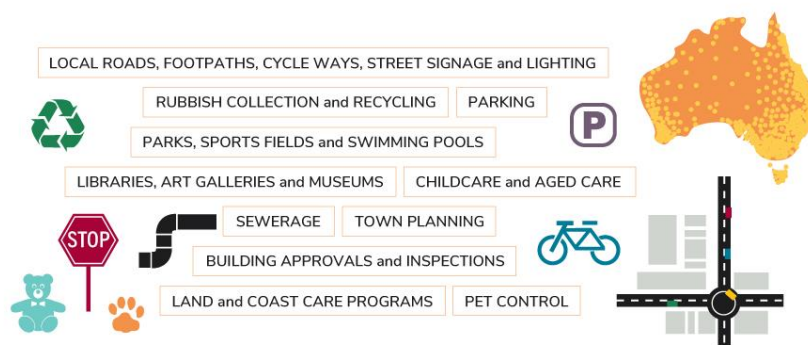 LOCAL ROADS, FOOTPATHS, CYCLE WAYS, STREET SIGNAGE and LIGHTING
RUBBISH COLLECTION and RECYCLING
PARKING
P
PARKS, SPORTS FIELDS and SWIMMING POOLS
LIBRARIES, ART GALLERIES and MUSEUMS
CHILDCARE and AGED CARE
SEWERAGE
TOWN PLANNING
STOP
BUILDING APPROVALS and INSPECTIONS
LAND and COAST CARE PROGRAMS
PET CONTROL